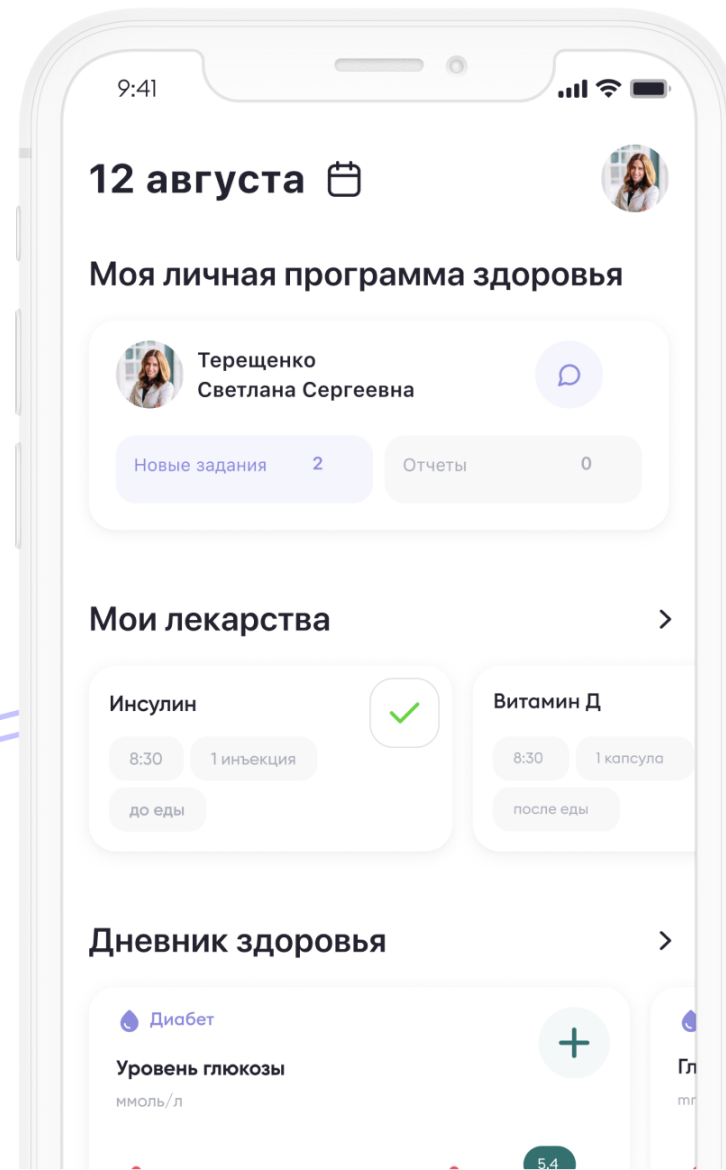 9:41
12 августа
Моя личная программа здоровья
Терещенко
Светлана Сергеевна
Новые задания 2
Отчеты 0
Мои лекарства
Инсулин
8:30 1 инъекция
до еды
Витамин Д
8:30 1 капсула
после еды
Дневник здоровья
Диабет
Уровень глюкозы
ммоль/л
5,4
Гл